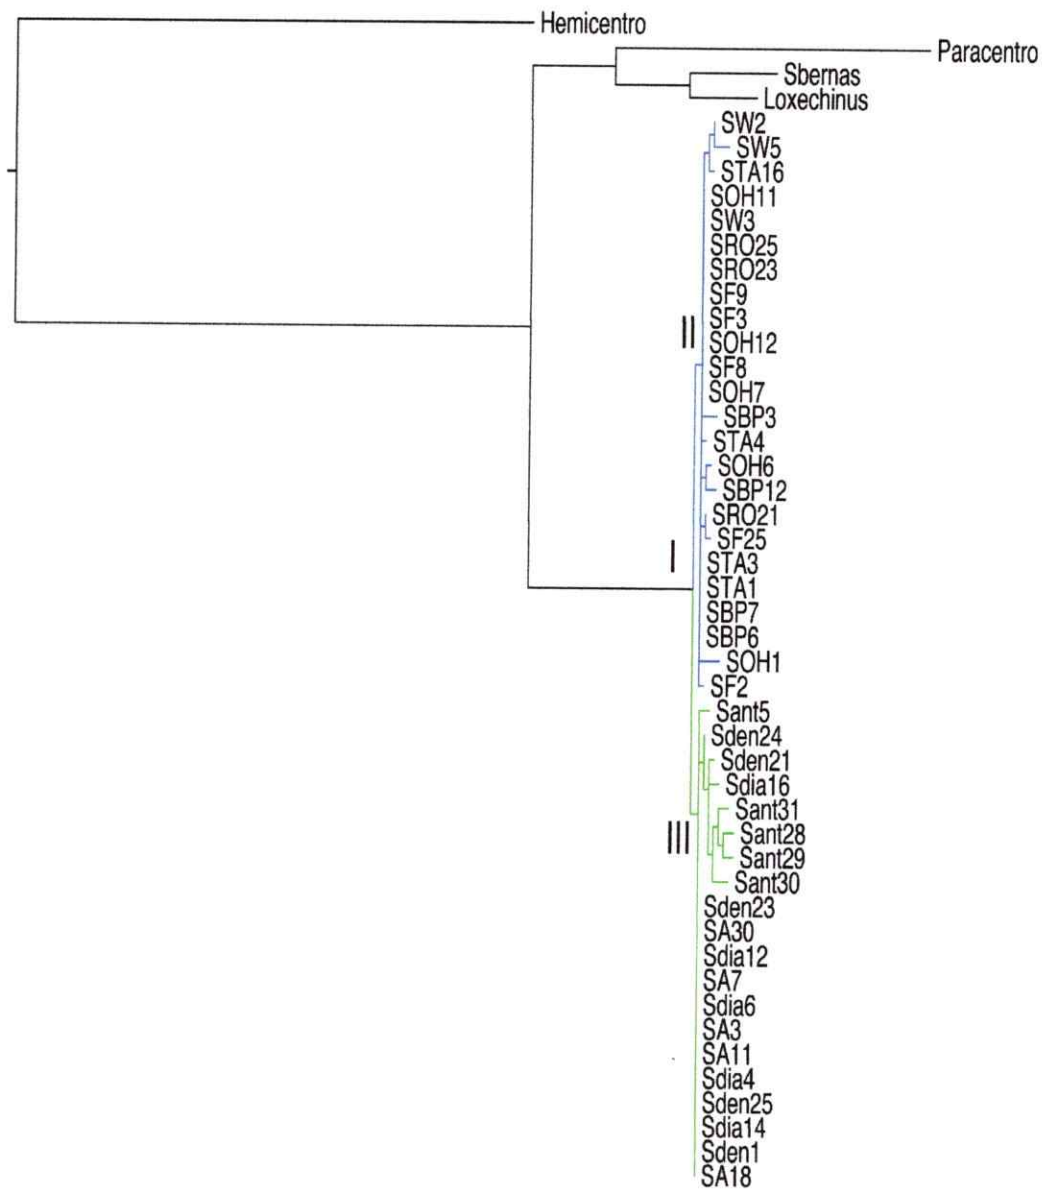 Hemicentro
Paracentro
Sbernas
Loxechinus
SW2
SW5
STA16
SOH11
SW3
SRO25
SRO23
SF9
SF3
II
SOH12
SF8
SOH7
SBP3
STA4
SOH6
SBP12
SRO21
SF25
I
STA3
STA1
SBP7
SBP6
SOH1
SF2
Sant5
Sden24
Sden21
Sdia16
Sant31
III
Sant28
Sant29
Sant30
Sden23
SA30
Sdia12
SA7
Sdia6
SA3
SA11
Sdia4
Sden25
Sdia14
Sden1
SA18